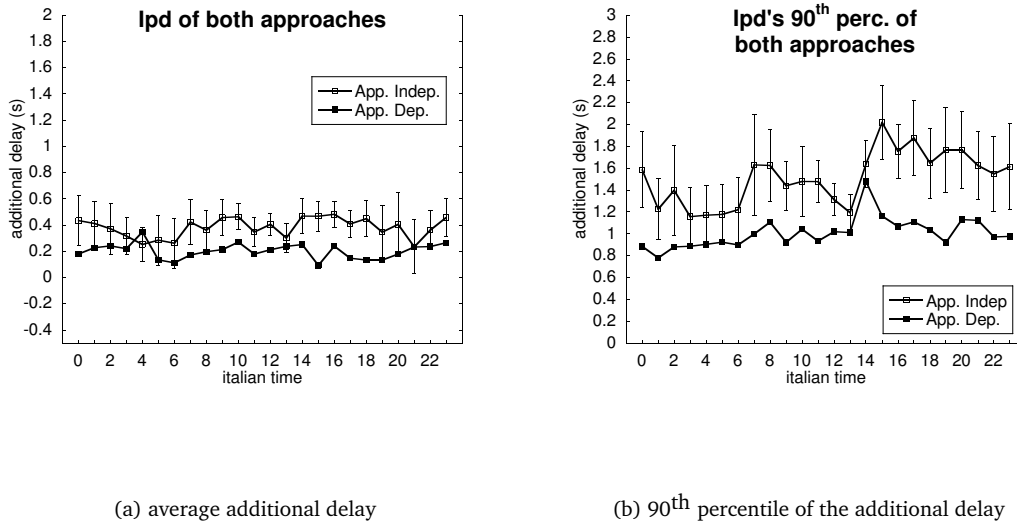 Ipd of both approaches
additional delay (s)
2
1.8
1.6
1.4
1.2
1
0.8
0.6
0.4
0.2
0
-0.2
-0.4
App. Indep.
App. Dep.
0 2 4 6 8 10 12 14 16 18 20 22
italian time
(a) average additional delay
Ipd's 90th perc. of
both approaches
additional delay (s)
3
2.8
2.6
2.4
2.2
2
1.8
1.6
1.4
1.2
1
0.8
0.6
0.4
0.2
0
App. Indep
App. Dep.
0 2 4 6 8 10 12 14 16 18 20 22
italian time
(b) 90th percentile of the additional delay